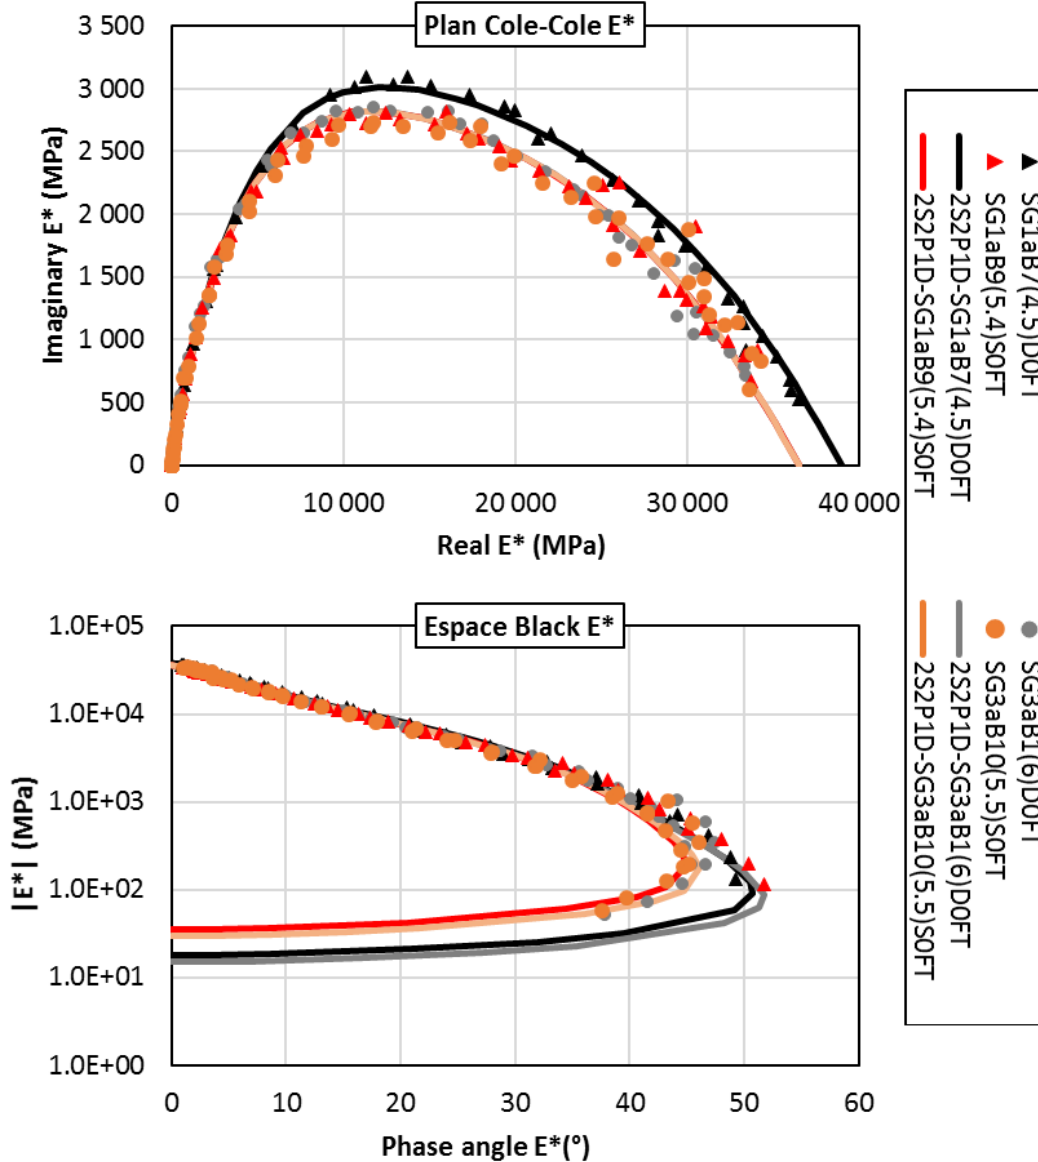 Plan Cole-Cole E*
3 500
3 000
2 500
2 000
1 500
1 000
500
0
Imaginary E* (MPa)
0
10 000
20 000
30 000
40 000
Real E* (MPa)
Espace Black E*
1.0E+05
1.0E+04
1.0E+03
1.0E+02
1.0E+01
1.0E+00
|E*| (MPa)
0
10
20
30
40
50
60
Phase angle E*(°)
SG1aB7(4.5)D0FT
SG1aB9(5.4)S0FT
2S2P1D-SG1aB7(4.5)D0FT
2S2P1D-SG1aB9(5.4)S0FT
SG3aB1(6)D0FT
SG3aB10(5.5)S0FT
2S2P1D-SG3aB1(6)D0FT
2S2P1D-SG3aB10(5.5)S0FT